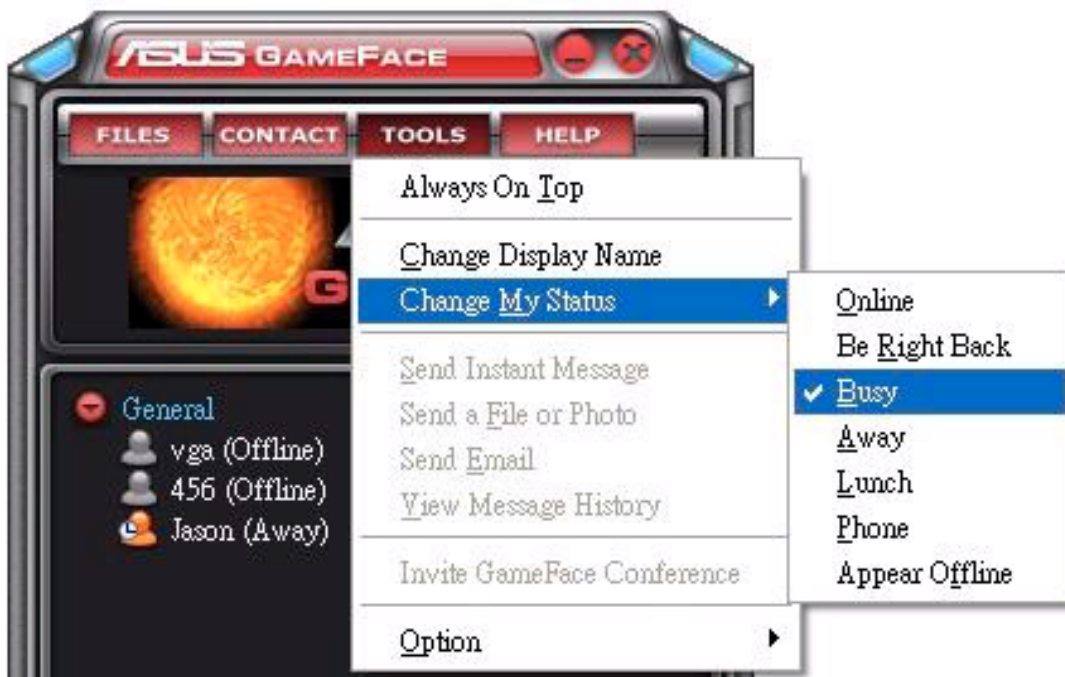 ASUS GAMEFACE
FILES CONTACT TOOLS HELP
G
Always On Top
Change Display Name
Change My Status
Send Instant Message
Send a File or Photo
Send Email
View Message History
Invite GameFace Conference
Option
Online
Be Right Back
Busy
Away
Lunch
Phone
Appear Offline
General
vga (Offline)
456 (Offline)
Jason (Away)